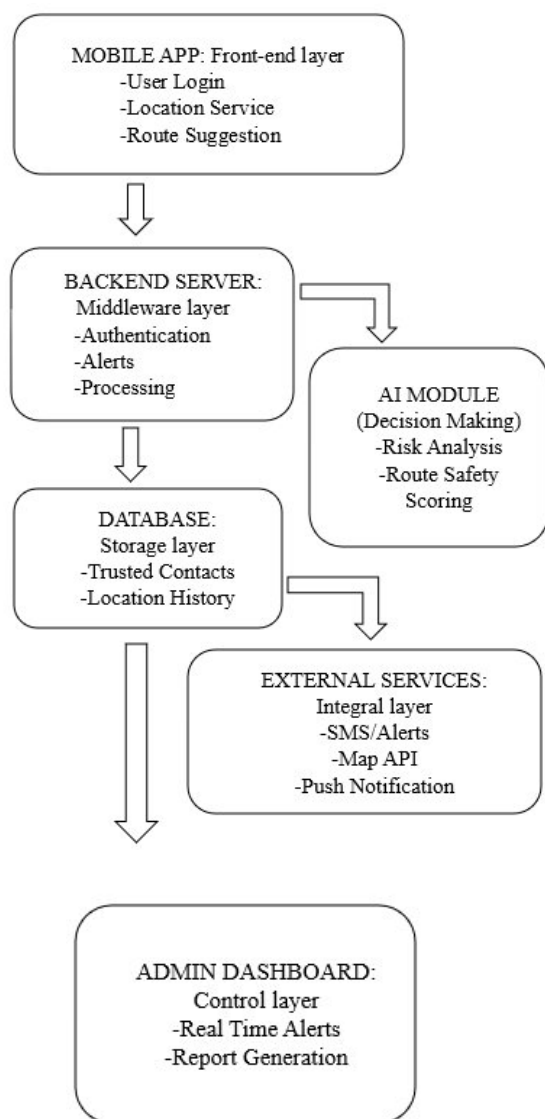 MOBILE APP: Front-end layer
-User Login
-Location Service
-Route Suggestion
BACKEND SERVER:
Middleware layer
-Authentication
-Alerts
-Processing
AI MODULE
(Decision Making)
-Risk Analysis
-Route Safety
Scoring
DATABASE:
Storage layer
-Trusted Contacts
-Location History
EXTERNAL SERVICES:
Integral layer
-SMS/Alerts
-Map API
-Push Notification
ADMIN DASHBOARD:
Control layer
-Real Time Alerts
-Report Generation